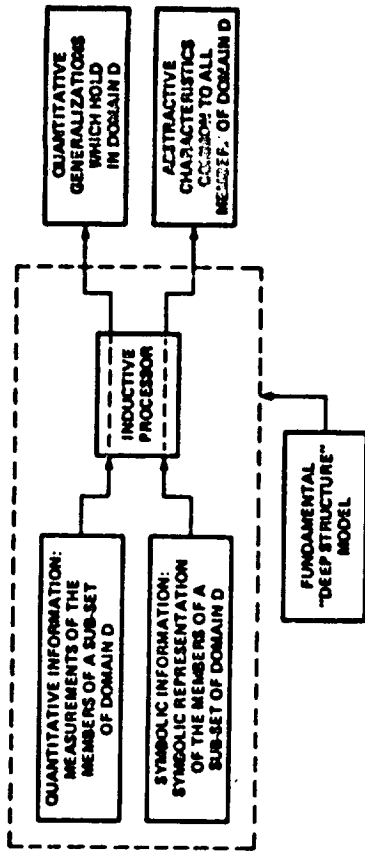 QUANTITATIVE INFORMATION:
MEASUREMENTS OF THE
MEMBERS OF A SUB-SET
OF DOMAIN D
SYMBOLIC INFORMATION:
SYMBOLIC REPRESENTATION
OF THE MEMBERS OF A
SUB-SET OF DOMAIN D
INDUCTIVE
PROCESSOR
QUANTITATIVE
GENERALIZATIONS
WHICH HOLD
IN DOMAIN D
ABSTRACTIVE
CHARACTERISTICS
COMMON TO ALL
MEMBERS OF DOMAIN D
FUNDAMENTAL
"DEEP STRUCTURE"
MODEL